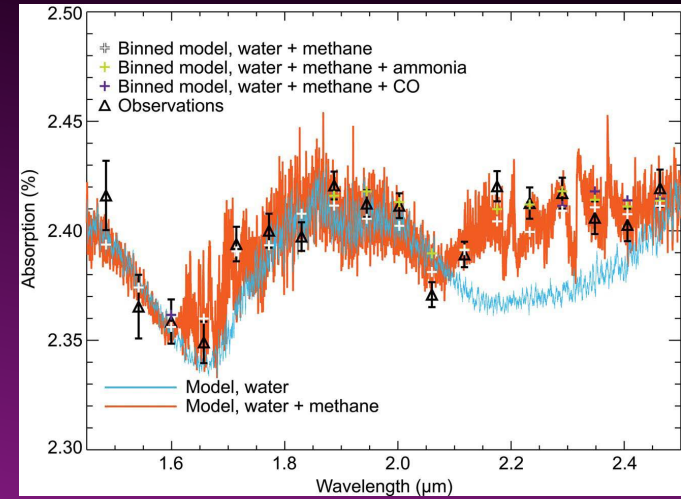 2.50
2.45
2.40
2.35
2.30
Absorption (%)
Binned model, water + methane
Binned model, water + methane + ammonia
Binned model, water + methane + CO
Observations
Model, water
Model, water + methane
1.6
1.8
2.0
2.2
2.4
Wavelength (μm)